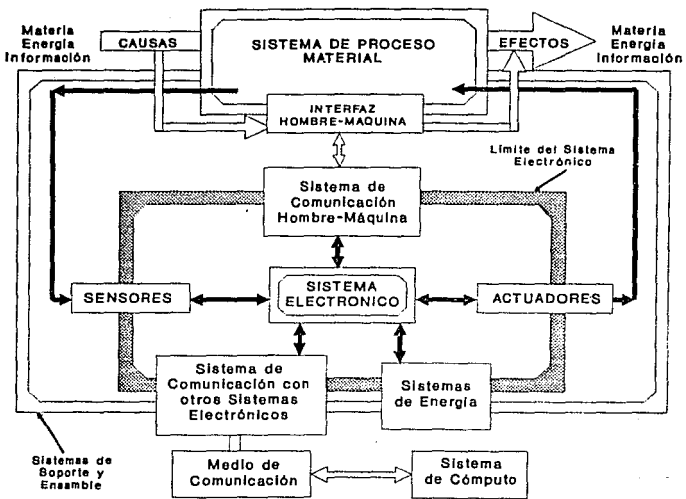 Materia
Energía
Información
CAUSAS
SISTEMA DE PROCESO
MATERIAL
EFECTOS
Materia
Energía
Información
INTERFAZ
HOMBRE-MAQUINA
Límite del Sistema
Electrónico
Sistema de
Comunicación
Hombre-Máquina
SENSORES
SISTEMA
ELECTRONICO
ACTUADORES
Sistema de
Comunicación con
otros Sistemas
Electrónicos
Sistemas
de Energía
Sistemas de
Soporte y
Ensamble
Medio de
Comunicación
Sistema
de Cómputo